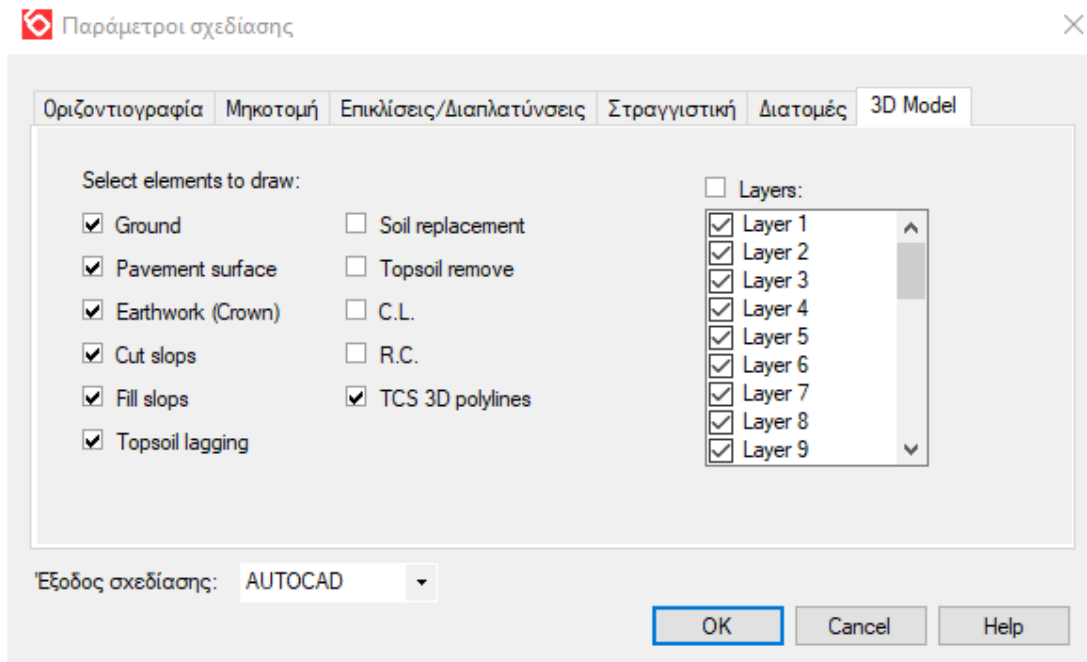 Παράμετροι σχεδίασης
Οριζοντιογραφία Μηκοτομή Επικλίσεις/Διαπλατύνσεις Στραγγιστική Διατομές 3D Model
Select elements to draw:
Ground
Pavement surface
Earthwork (Crown)
Cut slops
Fill slops
Topsoil lagging
Soil replacement
Topsoil remove
C.L.
R.C.
TCS 3D polylines
Layers:
Layer 1
Layer 2
Layer 3
Layer 4
Layer 5
Layer 6
Layer 7
Layer 8
Layer 9
Έξοδος σχεδίασης: AUTOCAD
OK Cancel Help